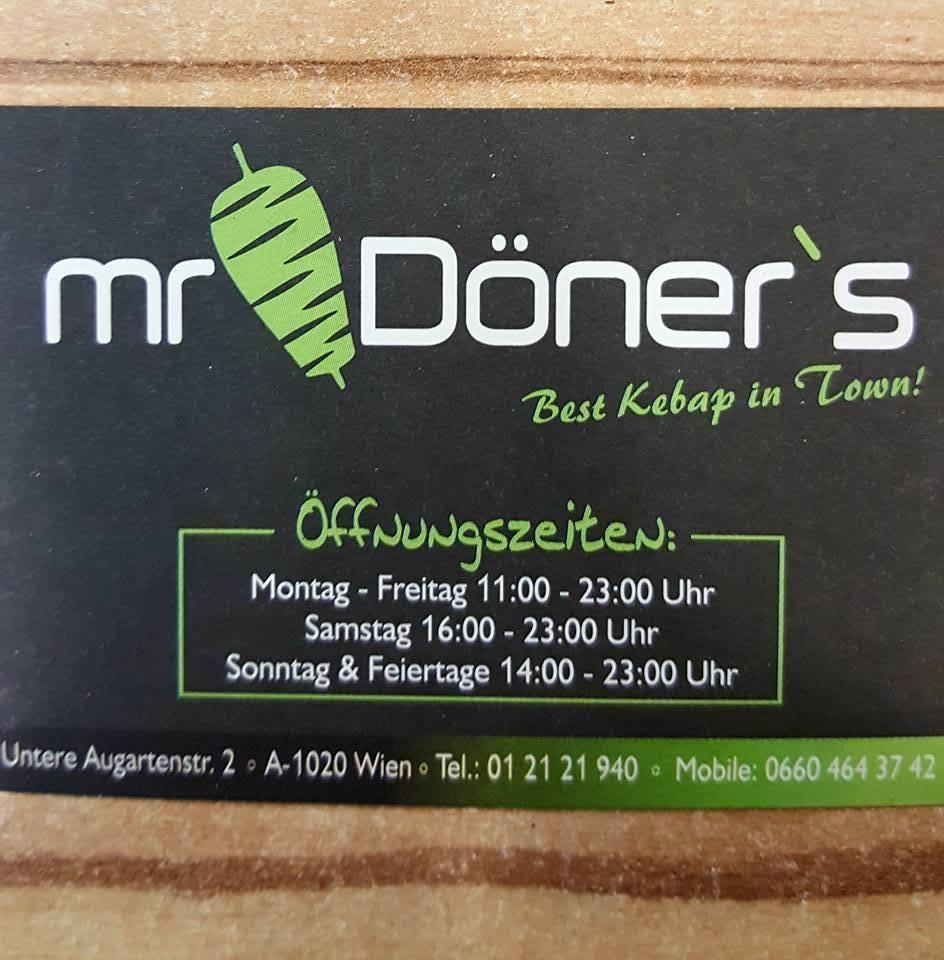 mr Döner`s
Best Kebap in Town!
Öffnungszeiten:
Montag - Freitag 11:00 - 23:00 Uhr
Samstag 16:00 - 23:00 Uhr
Sonntag & Feiertage 14:00 - 23:00 Uhr
Untere Augartenstr. 2 ∘ A-1020 Wien ∘ Tel.: 01 21 21 940 ∘ Mobile: 0660 464 37 42